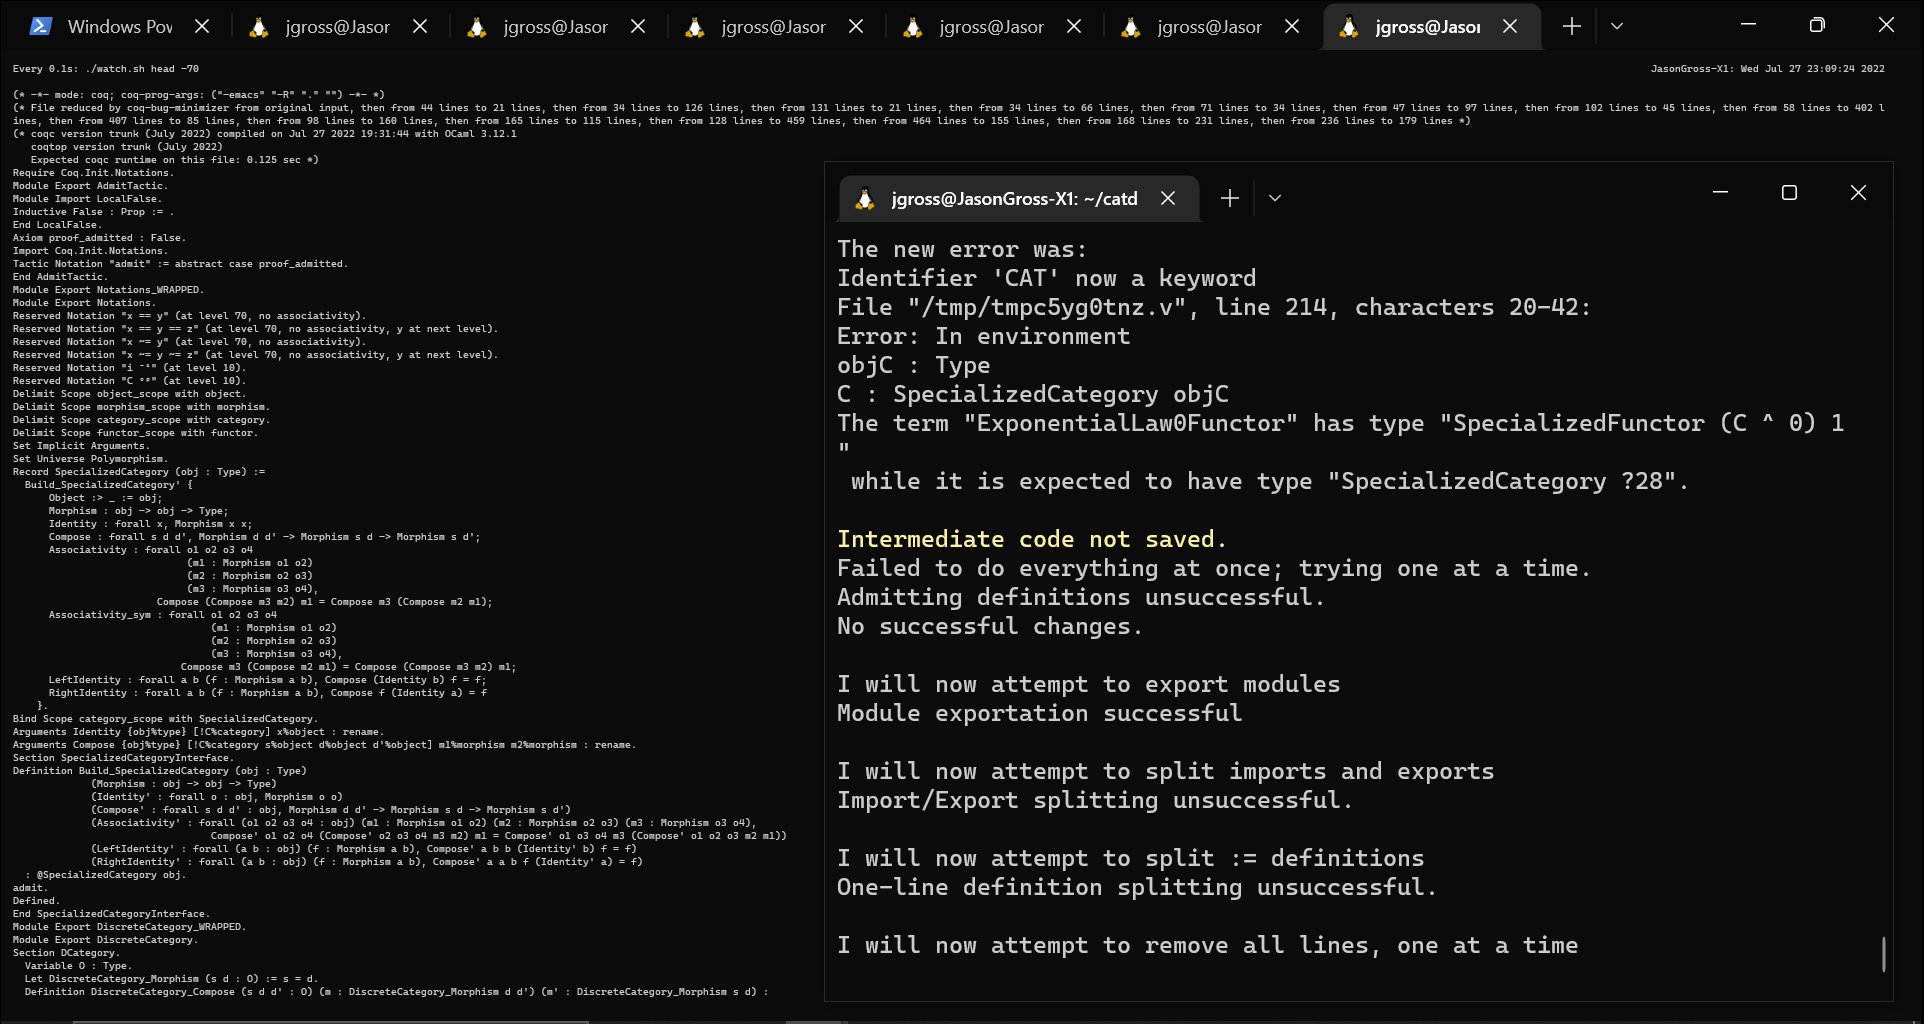 Windows Pow
jgross@Jasor
jgross@Jasor
jgross@Jasor
jgross@Jasor
jgross@Jasor
jgross@Jasor
Every 0.1s: ./watch.sh head -70
JasonGross-X1: Wed Jul 27 23:09:24 2022
(* -*- mode: coq; coq-prog-args: ("-emacs" "-R" "." "") -*- *)
(* File reduced by coq-bug-minimizer from original input, then from 44 lines to 21 lines, then from 34 lines to 126 lines, then from 131 lines to 21 lines, then from 34 lines to 66 lines, then from 71 lines to 34 lines, then from 47 lines to 97 lines, then from 102 lines to 45 lines, then from 58 lines to 402 l
ines, then from 407 lines to 85 lines, then from 98 lines to 160 lines, then from 165 lines to 115 lines, then from 128 lines to 459 lines, then from 464 lines to 155 lines, then from 168 lines to 231 lines, then from 236 lines to 179 lines *)
(* coqc version trunk (July 2022) compiled on Jul 27 2022 19:31:44 with OCaml 3.12.1
   coqtop version trunk (July 2022)
   Expected coqc runtime on this file: 0.125 sec *)
Require Coq.Init.Notations.
Module Export AdmitTactic.
Module Import LocalFalse.
Inductive False : Prop := .
End LocalFalse.
Axiom proof_admitted : False.
Import Coq.Init.Notations.
Tactic Notation "admit" := abstract case proof_admitted.
End AdmitTactic.
Module Export Notations_WRAPPED.
Module Export Notations.
Reserved Notation "x == y" (at level 70, no associativity).
Reserved Notation "x == y == z" (at level 70, no associativity, y at next level).
Reserved Notation "x ~= y" (at level 70, no associativity).
Reserved Notation "x ~= y ~= z" (at level 70, no associativity, y at next level).
Reserved Notation "i ⁻¹" (at level 10).
Reserved Notation "C ᵒᵖ" (at level 10).
Delimit Scope object_scope with object.
Delimit Scope morphism_scope with morphism.
Delimit Scope category_scope with category.
Delimit Scope functor_scope with functor.
Set Implicit Arguments.
Set Universe Polymorphism.
Record SpecializedCategory (obj : Type) :=
  Build_SpecializedCategory' {
      Object :> _ := obj;
      Morphism : obj -> obj -> Type;
      Identity : forall x, Morphism x x;
      Compose : forall s d d', Morphism d d' -> Morphism s d -> Morphism s d';
      Associativity : forall o1 o2 o3 o4
                             (m1 : Morphism o1 o2)
                             (m2 : Morphism o2 o3)
                             (m3 : Morphism o3 o4),
                        Compose (Compose m3 m2) m1 = Compose m3 (Compose m2 m1);
      Associativity_sym : forall o1 o2 o3 o4
                                 (m1 : Morphism o1 o2)
                                 (m2 : Morphism o2 o3)
                                 (m3 : Morphism o3 o4),
                            Compose m3 (Compose m2 m1) = Compose (Compose m3 m2) m1;
      LeftIdentity : forall a b (f : Morphism a b), Compose (Identity b) f = f;
      RightIdentity : forall a b (f : Morphism a b), Compose f (Identity a) = f
    }.
Bind Scope category_scope with SpecializedCategory.
Arguments Identity {obj%type} [!C%category] x%object : rename.
Arguments Compose {obj%type} [!C%category s%object d%object d'%object] m1%morphism m2%morphism : rename.
Section SpecializedCategoryInterface.
Definition Build_SpecializedCategory (obj : Type)
             (Morphism : obj -> obj -> Type)
             (Identity' : forall o : obj, Morphism o o)
             (Compose' : forall s d d' : obj, Morphism d d' -> Morphism s d -> Morphism s d')
             (Associativity' : forall (o1 o2 o3 o4 : obj) (m1 : Morphism o1 o2) (m2 : Morphism o2 o3) (m3 : Morphism o3 o4),
                                 Compose' o1 o2 o4 (Compose' o2 o3 o4 m3 m2) m1 = Compose' o1 o3 o4 m3 (Compose' o1 o2 o3 m2 m1))
             (LeftIdentity' : forall (a b : obj) (f : Morphism a b), Compose' a b b (Identity' b) f = f)
             (RightIdentity' : forall (a b : obj) (f : Morphism a b), Compose' a a b f (Identity' a) = f)
  : @SpecializedCategory obj.
admit.
Defined.
End SpecializedCategoryInterface.
Module Export DiscreteCategory_WRAPPED.
Module Export DiscreteCategory.
Section DCategory.
  Variable O : Type.
  Let DiscreteCategory_Morphism (s d : O) := s = d.
  Definition DiscreteCategory_Compose (s d d' : O) (m : DiscreteCategory_Morphism d d') (m' : DiscreteCategory_Morphism s d) :
jgross@JasonGross-X1: ~/catd
The new error was:
Identifier 'CAT' now a keyword
File "/tmp/tmpc5yg0tnz.v", line 214, characters 20-42:
Error: In environment
objC : Type
C : SpecializedCategory objC
The term "ExponentialLaw0Functor" has type "SpecializedFunctor (C ^ 0) 1
"
 while it is expected to have type "SpecializedCategory ?28".
Intermediate code not saved.
Failed to do everything at once; trying one at a time.
Admitting definitions unsuccessful.
No successful changes.
I will now attempt to export modules
Module exportation successful
I will now attempt to split imports and exports
Import/Export splitting unsuccessful.
I will now attempt to split := definitions
One-line definition splitting unsuccessful.
I will now attempt to remove all lines, one at a time